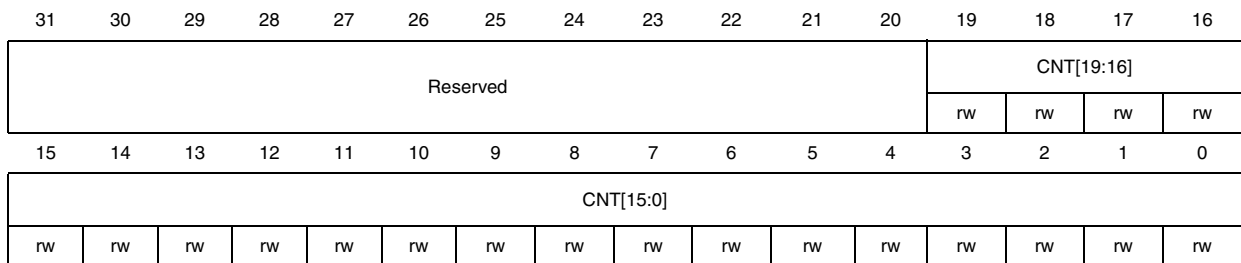 31 30 29 28 27 26 25 24 23 22 21 20 19 18 17 16
Reserved
CNT[19:16]
rw rw rw rw
15 14 13 12 11 10 9 8 7 6 5 4 3 2 1 0
CNT[15:0]
rw rw rw rw rw rw rw rw rw rw rw rw rw rw rw rw